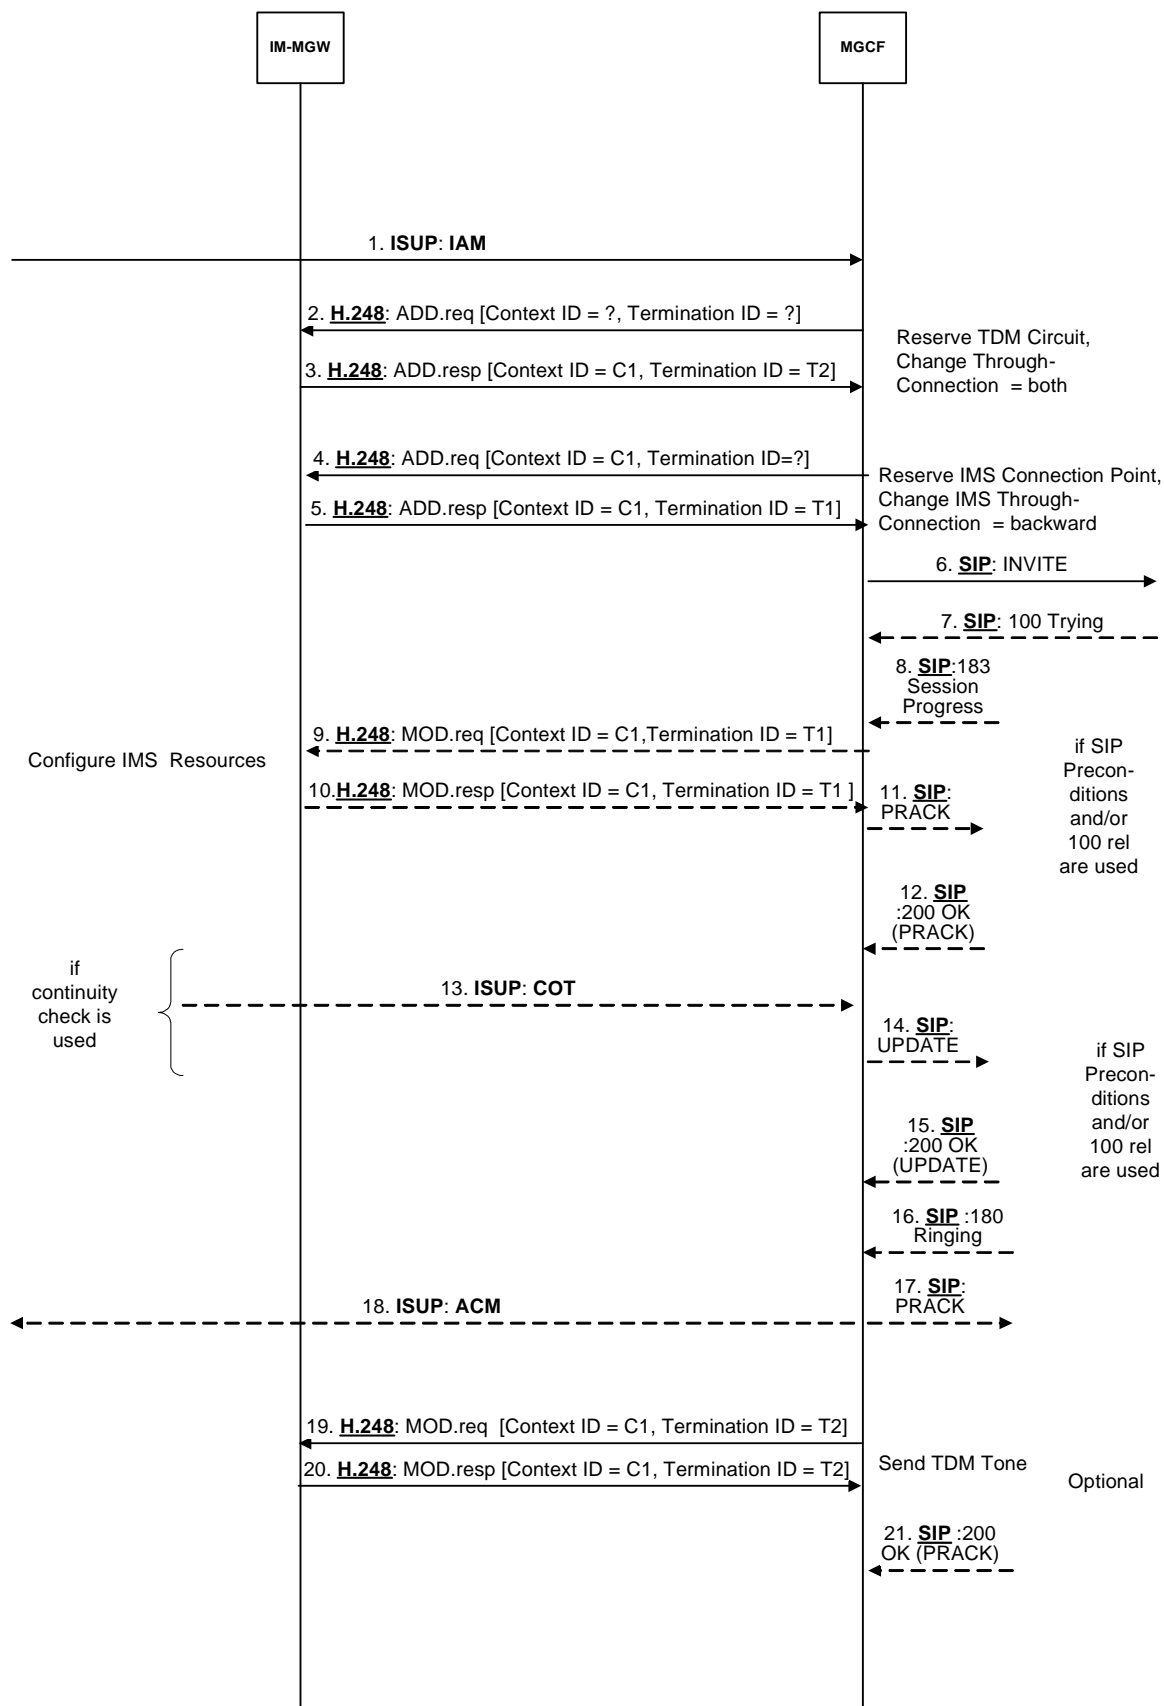 IM-MGW
MGCF
1. ISUP: IAM
2. H.248: ADD.req [Context ID = ?, Termination ID = ?]
Reserve TDM Circuit,
Change Through-
Connection = both
3. H.248: ADD.resp [Context ID = C1, Termination ID = T2]
4. H.248: ADD.req [Context ID = C1, Termination ID=?]
Reserve IMS Connection Point,
Change IMS Through-
Connection = backward
5. H.248: ADD.resp [Context ID = C1, Termination ID = T1]
6. SIP: INVITE
7. SIP: 100 Trying
8. SIP:183
Session
Progress
9. H.248: MOD.req [Context ID = C1,Termination ID = T1]
Configure IMS Resources
if SIP
Precon-
ditions
and/or
100 rel
are used
10.H.248: MOD.resp [Context ID = C1, Termination ID = T1 ]
11. SIP:
PRACK
12. SIP
:200 OK
(PRACK)
if
continuity
check is
used
13. ISUP: COT
14. SIP:
UPDATE
if SIP
Precon-
ditions
and/or
100 rel
are used
15. SIP
:200 OK
(UPDATE)
16. SIP :180
Ringing
17. SIP:
PRACK
18. ISUP: ACM
19. H.248: MOD.req [Context ID = C1, Termination ID = T2]
Send TDM Tone
Optional
20. H.248: MOD.resp [Context ID = C1, Termination ID = T2]
21. SIP :200
OK (PRACK)